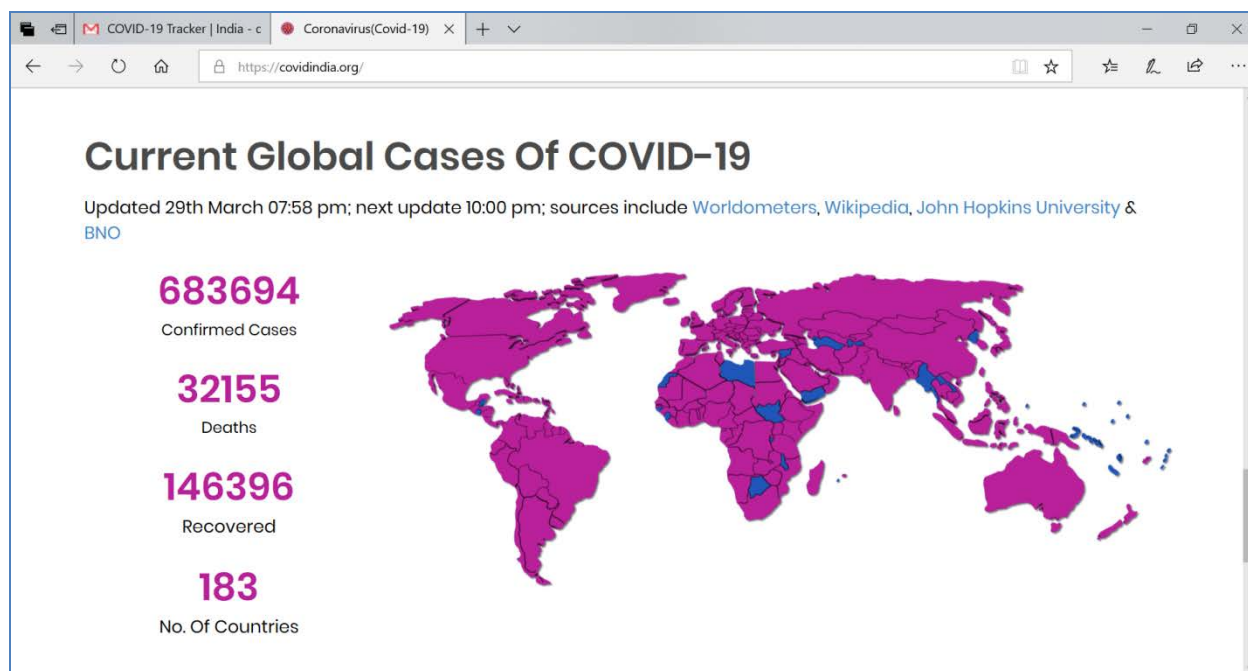 COVID-19 Tracker | India - c
Coronavirus(Covid-19)
https://covidindia.org/
Current Global Cases Of COVID-19
Updated 29th March 07:58 pm; next update 10:00 pm; sources include Worldometers, Wikipedia, John Hopkins University &
BNO
683694
Confirmed Cases
32155
Deaths
146396
Recovered
183
No. Of Countries